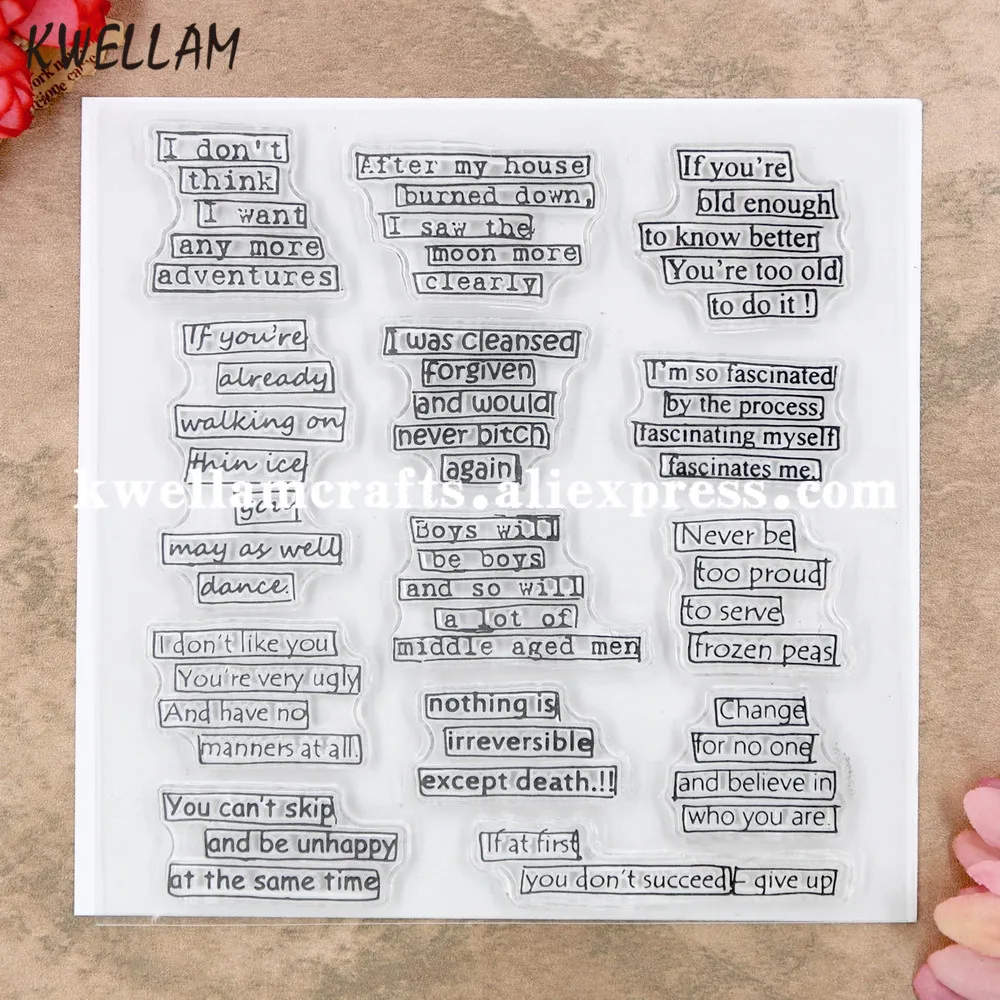 KWELLAM
I don't
think
I want
any more
adventures
After my house
burned down,
I saw the
moon more
clearly
If you're
old enough
to know better
You're too old
to do it !
If you're
already
walking on
thin ice
you
may as well
dance.
I was cleansed
forgiven
and would
never bitch
again
I'm so fascinated
by the process,
fascinating myself
fascinates me.
kwellamcrafts.aliexpress.com
Boys will
be boys
and so will
a lot of
middle aged men
Never be
too proud
to serve
frozen peas
I don't like you
You're very ugly
And have no
manners at all.
nothing is
irreversible
except death.!!
Change
for no one
and believe in
who you are.
You can't skip
and be unhappy
at the same time
If at first
you don't succeed - give up